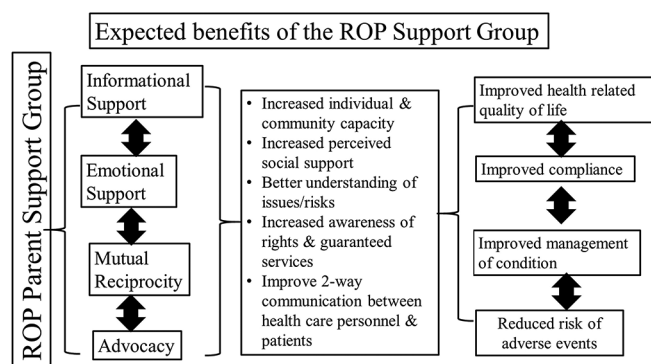 Expected benefits of the ROP Support Group
ROP Parent Support Group
Informational
Support
Emotional
Support
Mutual
Reciprocity
Advocacy
• Increased individual &
community capacity
• Increased perceived
social support
• Better understanding of
issues/risks
• Increased awareness of
rights & guaranteed
services
• Improve 2-way
communication between
health care personnel &
patients
Improved health related
quality of life
Improved compliance
Improved management
of condition
Reduced risk of
adverse events